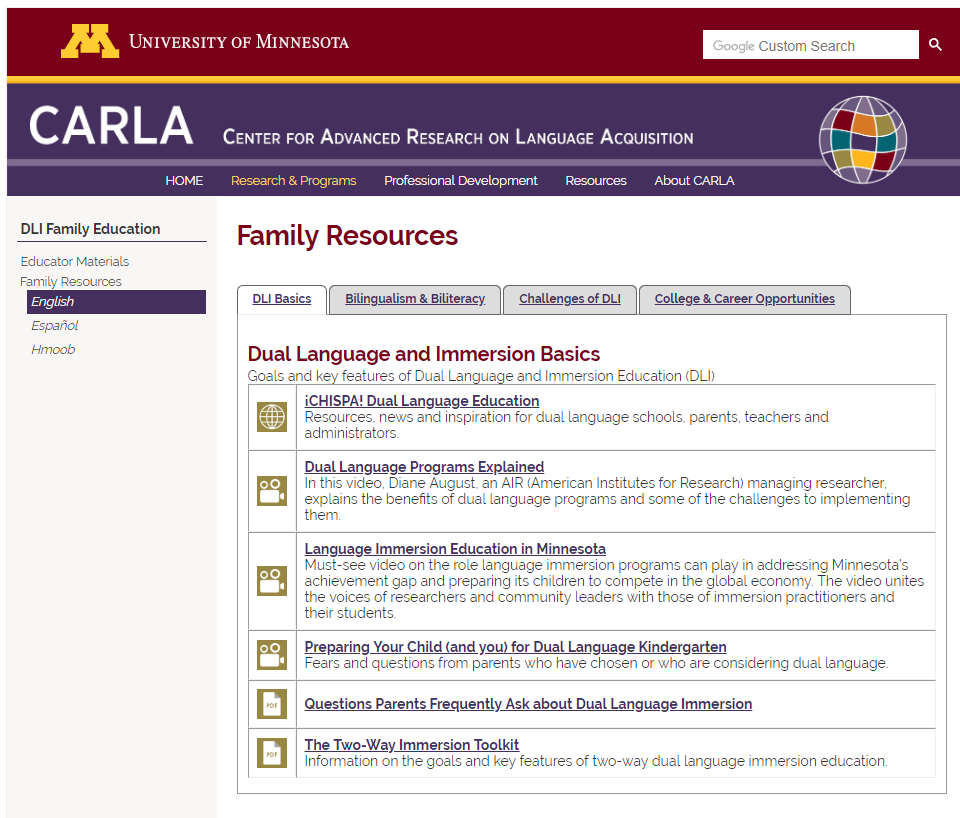 UNIVERSITY OF MINNESOTA
Google Custom Search
CARLA
CENTER FOR ADVANCED RESEARCH ON LANGUAGE ACQUISITION
HOME Research & Programs Professional Development Resources About CARLA
DLI Family Education
Educator Materials
Family Resources
English
Español
Hmoob
Family Resources
DLI Basics Bilingualism & Biliteracy Challenges of DLI College & Career Opportunities
Dual Language and Immersion Basics
Goals and key features of Dual Language and Immersion Education (DLI)
¡CHISPA! Dual Language Education
Resources, news and inspiration for dual language schools, parents, teachers and
administrators.
Dual Language Programs Explained
In this video, Diane August, an AIR (American Institutes for Research) managing researcher,
explains the benefits of dual language programs and some of the challenges to implementing
them.
Language Immersion Education in Minnesota
Must-see video on the role language immersion programs can play in addressing Minnesota's
achievement gap and preparing its children to compete in the global economy. The video unites
the voices of researchers and community leaders with those of immersion practitioners and
their students.
Preparing Your Child (and you) for Dual Language Kindergarten
Fears and questions from parents who have chosen or who are considering dual language.
PDF
Questions Parents Frequently Ask about Dual Language Immersion
PDF
The Two-Way Immersion Toolkit
Information on the goals and key features of two-way dual language immersion education.